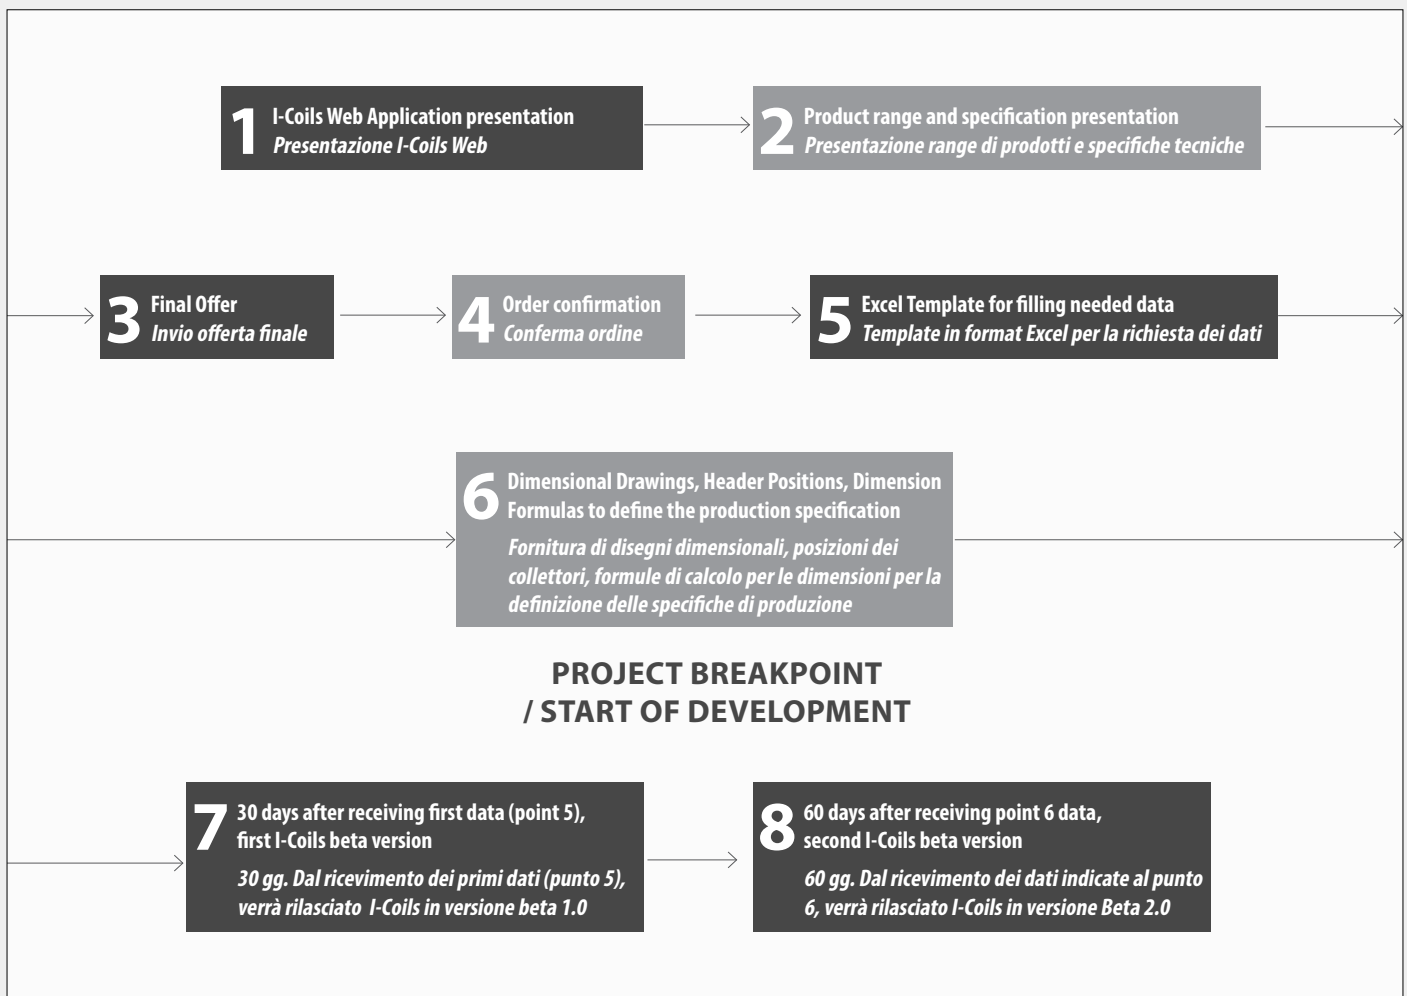 1
I-Coils Web Application presentation
Presentazione I-Coils Web
2
Product range and specification presentation
Presentazione range di prodotti e specifiche tecniche
3
Final Offer
Invio offerta finale
4
Order confirmation
Conferma ordine
5
Excel Template for filling needed data
Template in format Excel per la richiesta dei dati
6
Dimensional Drawings, Header Positions, Dimension
Formulas to define the production specification
Fornitura di disegni dimensionali, posizioni dei
collettori, formule di calcolo per le dimensioni per la
definizione delle specifiche di produzione
PROJECT BREAKPOINT
/ START OF DEVELOPMENT
7
30 days after receiving first data (point 5),
first I-Coils beta version
30 gg. Dal ricevimento dei primi dati (punto 5),
verrà rilasciato I-Coils in versione beta 1.0
8
60 days after receiving point 6 data,
second I-Coils beta version
60 gg. Dal ricevimento dei dati indicate al punto
6, verrà rilasciato I-Coils in versione Beta 2.0